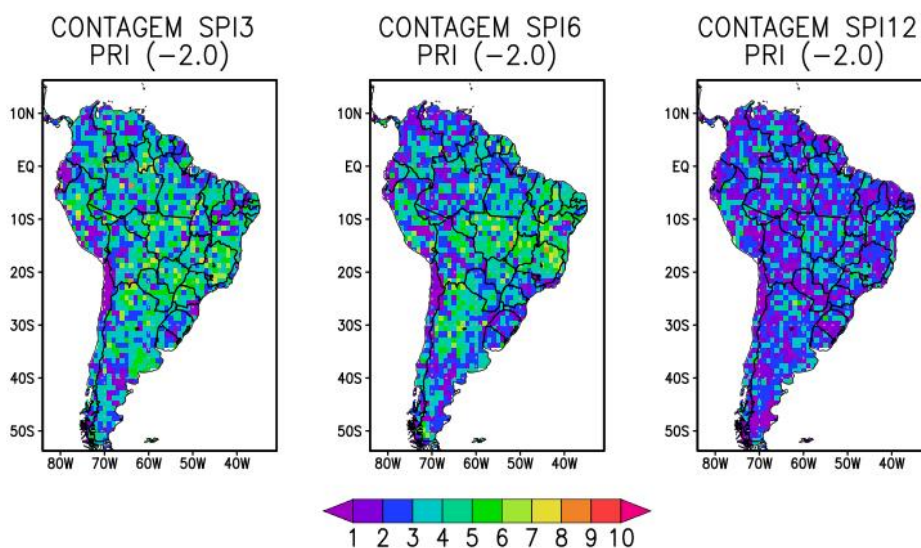 CONTAGEM SPI3
PRI (−2.0)
CONTAGEM SPI6
PRI (−2.0)
CONTAGEM SPI12
PRI (−2.0)
10N
EQ
10S
20S
30S
40S
50S
80W 70W 60W 50W 40W
10N
EQ
10S
20S
30S
40S
50S
80W 70W 60W 50W 40W
10N
EQ
10S
20S
30S
40S
50S
80W 70W 60W 50W 40W
1 2 3 4 5 6 7 8 9 10